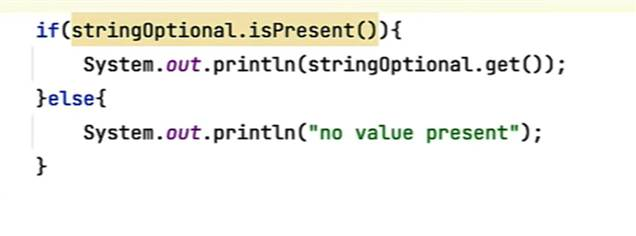 if(stringOptional.isPresent()){
    System.out.println(stringOptional.get());
}else{
    System.out.println("no value present");
}